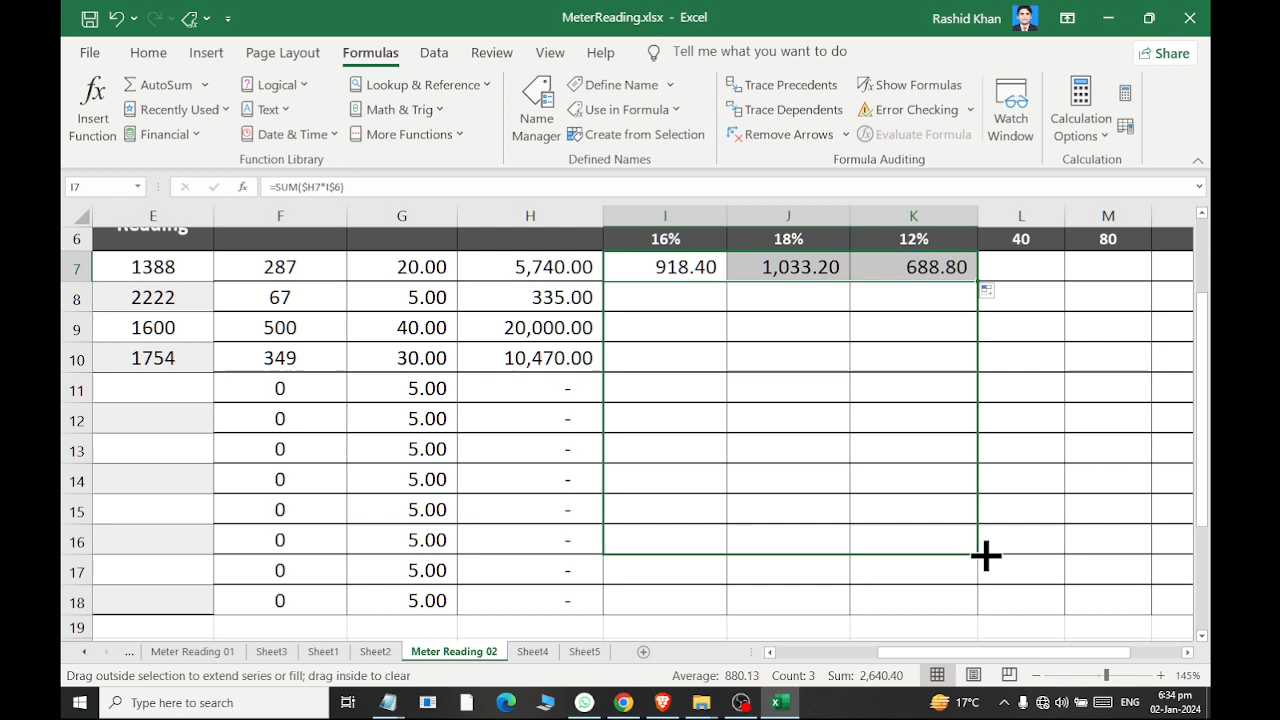 MeterReading.xlsx - Excel
Rashid Khan
File Home Insert Page Layout Formulas Data Review View Help Tell me what you want to do Share
fx Insert Function
AutoSum
Recently Used
Financial
Logical
Text
Date & Time
Lookup & Reference
Math & Trig
More Functions
Function Library
Name Manager
Define Name
Use in Formula
Create from Selection
Defined Names
Trace Precedents
Trace Dependents
Remove Arrows
Show Formulas
Error Checking
Evaluate Formula
Formula Auditing
Watch Window
Calculation Options
Calculation
I7 fx =SUM($H7*I$6)
E F G H I J K L M
Reading
6 16% 18% 12% 40 80
7 1388 287 20.00 5,740.00 918.40 1,033.20 688.80
8 2222 67 5.00 335.00
9 1600 500 40.00 20,000.00
10 1754 349 30.00 10,470.00
11 0 5.00 -
12 0 5.00 -
13 0 5.00 -
14 0 5.00 -
15 0 5.00 -
16 0 5.00 -
17 0 5.00 -
18 0 5.00 -
19
... Meter Reading 01 Sheet3 Sheet1 Sheet2 Meter Reading 02 Sheet4 Sheet5
Drag outside selection to extend series or fill; drag inside to clear Average: 880.13 Count: 3 Sum: 2,640.40 145%
Type here to search 17°C ENG 6:34 pm
02-Jan-2024